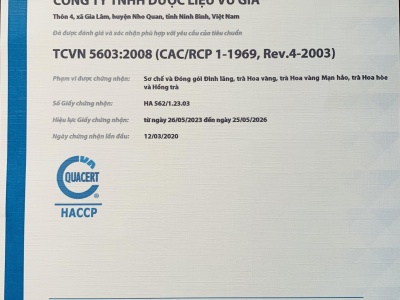 CÔNG TY TNHH DƯỢC LIỆU VŨ GIA
Thôn 4, xã Gia Lâm, huyện Nho Quan, tỉnh Ninh Bình, Việt Nam
Đã được đánh giá và xác nhận phù hợp với yêu cầu của tiêu chuẩn
TCVN 5603:2008 (CAC/RCP 1-1969, Rev.4-2003)
Phạm vi được chứng nhận: Sơ chế và Đóng gói Đinh lăng, trà Hoa vàng, trà Hoa vàng Mạn hảo, trà Hoa hòe
và Hồng trà
Số Giấy chứng nhận: HA 562/1.23.03
Hiệu lực Giấy chứng nhận: từ ngày 26/05/2023 đến ngày 25/05/2026
Ngày chứng nhận lần đầu: 12/03/2020
QUACERT
®
HACCP